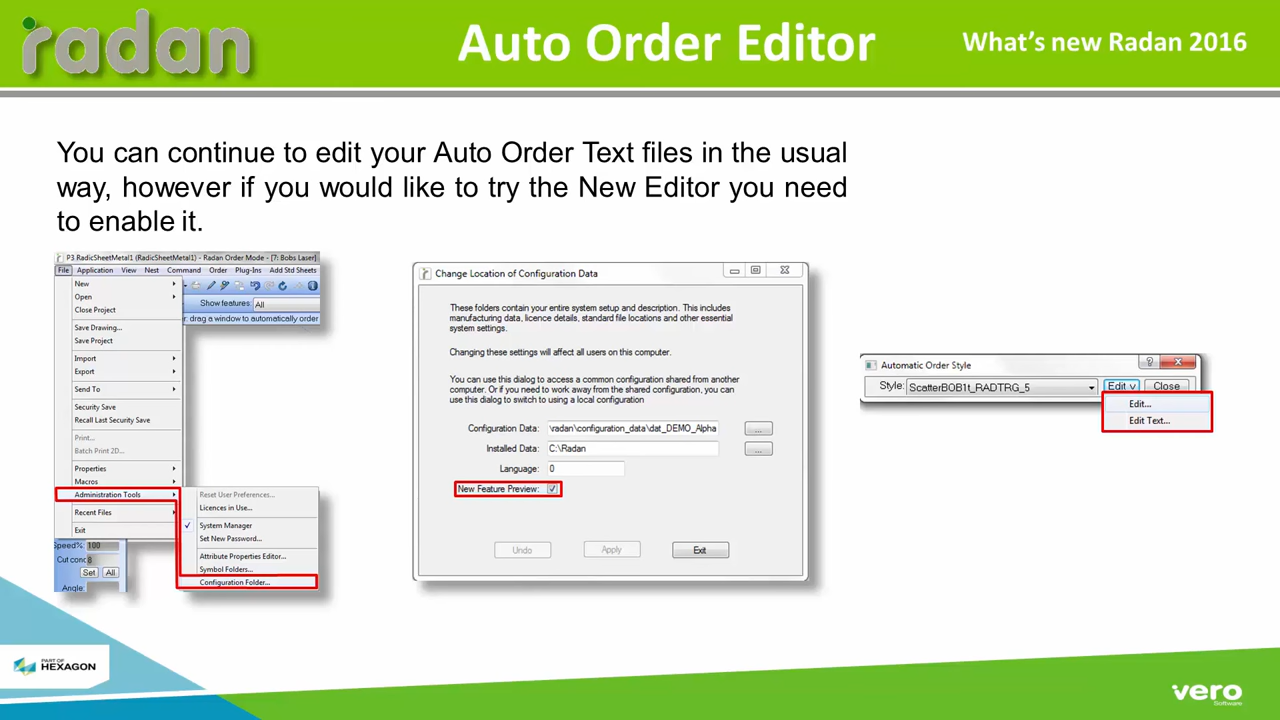 radan
Auto Order Editor
What's new Radan 2016
You can continue to edit your Auto Order Text files in the usual
way, however if you would like to try the New Editor you need
to enable it.
P3 RadicSheetMetal1 (RadicSheetMetal1) - Radan Order Mode - [7: Bobs Laser]
File Application View Nest Command Order Plug-Ins Add Std Sheets
New
Open
Close Project
Show features: All
r: drag a window to automatically order
Save Drawing...
Save Project
Import
Export
Send To
Security Save
Recall Last Security Save
Print...
Batch Print 2D...
Properties
Macros
Administration Tools
Recent Files
Exit
Reset User Preferences...
Licences in Use...
System Manager
Set New Password...
Attribute Properties Editor...
Symbol Folders...
Configuration Folder...
Speed%: 100
Cut cond 8
Set All
Angle:
Change Location of Configuration Data
These folders contain your entire system setup and description. This includes
manufacturing data, licence details, standard file locations and other essential
system settings.
Changing these settings will affect all users on this computer.
You can use this dialog to access a common configuration shared from another
computer. Or if you need to work away from the shared configuration, you can
use this dialog to switch to using a local configuration
Configuration Data: \radan\configuration_data\dat_DEMO_Alpha ...
Installed Data: C:\Radan ...
Language: 0
New Feature Preview:
Undo Apply Exit
Automatic Order Style
Style: ScatterBOB1t_RADTRG_5 Edit v Close
Edit...
Edit Text...
PART OF
HEXAGON
vero
Software